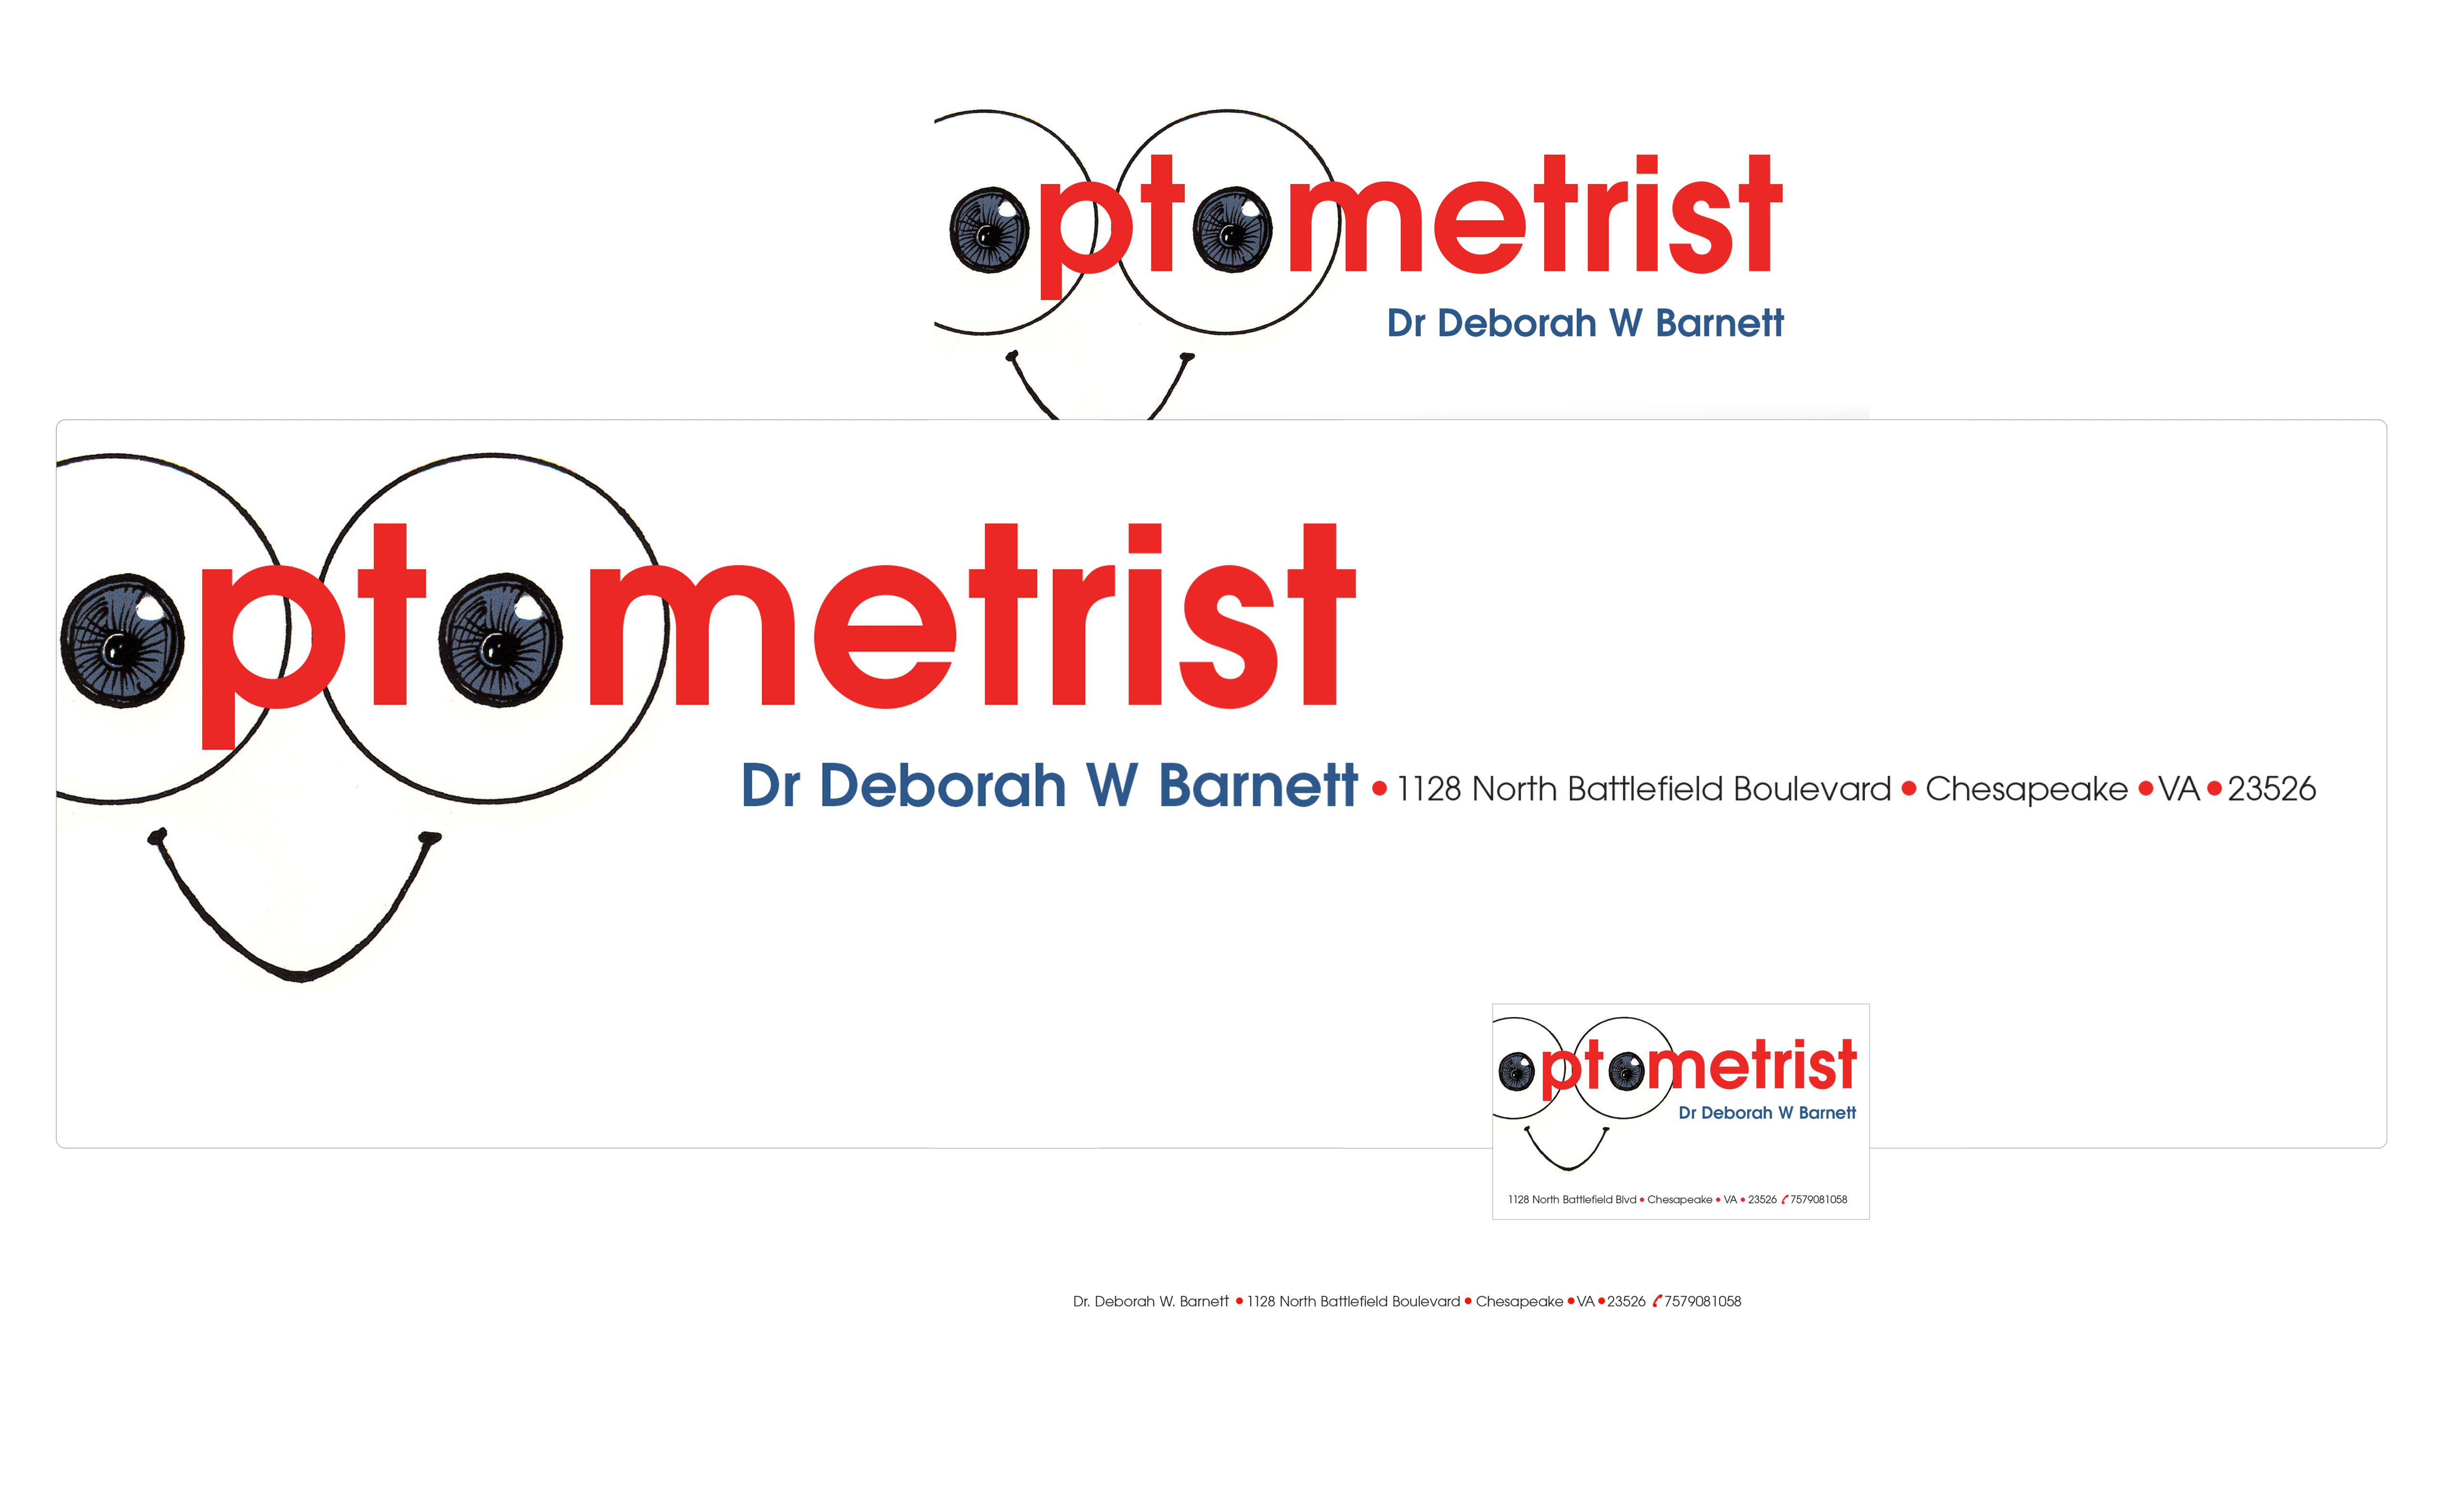 optometrist
Dr Deborah W Barnett
optometrist
Dr Deborah W Barnett • 1128 North Battlefield Boulevard • Chesapeake • VA • 23526
optometrist
Dr Deborah W Barnett
1128 North Battlefield Blvd • Chesapeake • VA • 23526 7579081058
Dr. Deborah W. Barnett • 1128 North Battlefield Boulevard • Chesapeake • VA • 23526 7579081058